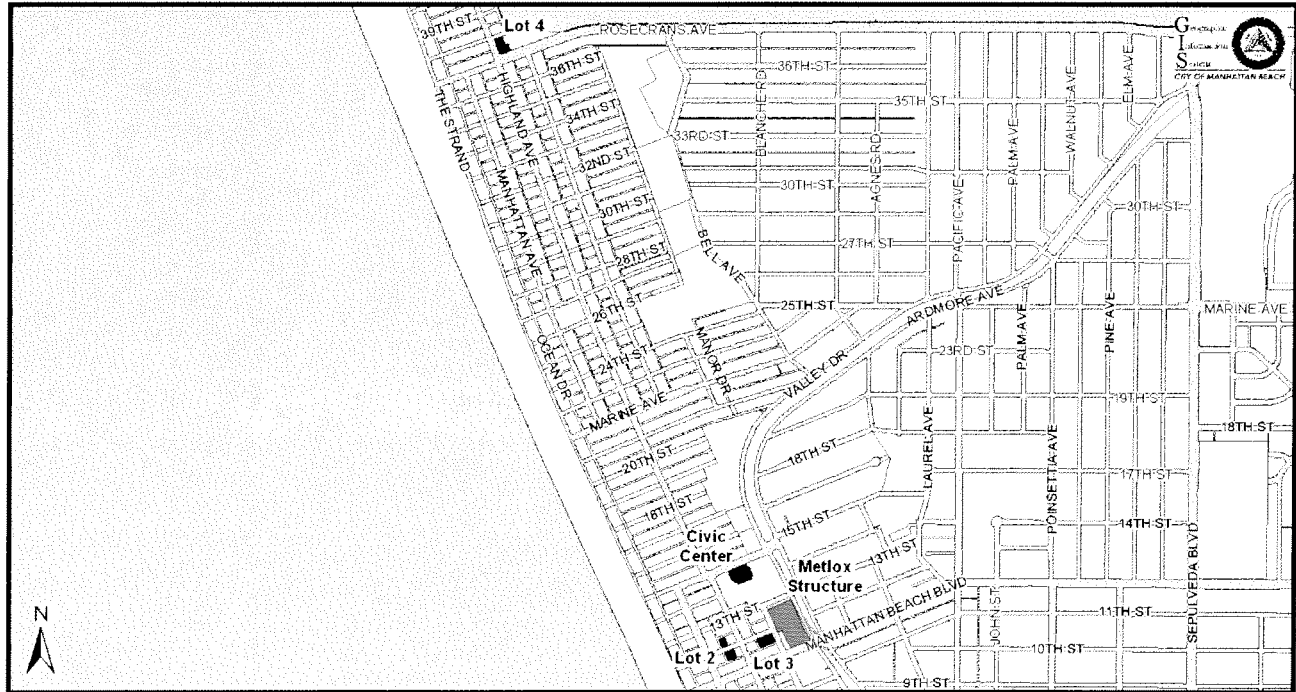 39TH ST
Lot 4
ROSECRANS AVE
Geographic
Information
System
CITY OF MANHATTAN BEACH
36TH ST
HIGHLAND AVE
36TH ST
BLANCHE RD
WALNUT AVE
ELM AVE
THE STRAND
34TH ST
35TH ST
33RD ST
AGNES RD
PALM AVE
32ND ST
MANHATTAN AVE
30TH ST
30TH ST
PACIFIC AVE
30TH ST
BELL AVE
27TH ST
28TH ST
26TH ST
25TH ST
ARDMORE AVE
MARINE AVE
OCEAN DR
24TH ST
MANOR DR
23RD ST
PALM AVE
PINE AVE
VALLEY DR
MARINE AVE
19TH ST
18TH ST
LAUREL AVE
POINSETTIA AVE
20TH ST
18TH ST
17TH ST
18TH ST
15TH ST
14TH ST
SEPULVEDA BLVD
Civic
Center
13TH ST
Metlox
Structure
MANHATTAN BEACH BLVD
13TH ST
JOHN ST
11TH ST
N
Lot 2
Lot 3
10TH ST
9TH ST